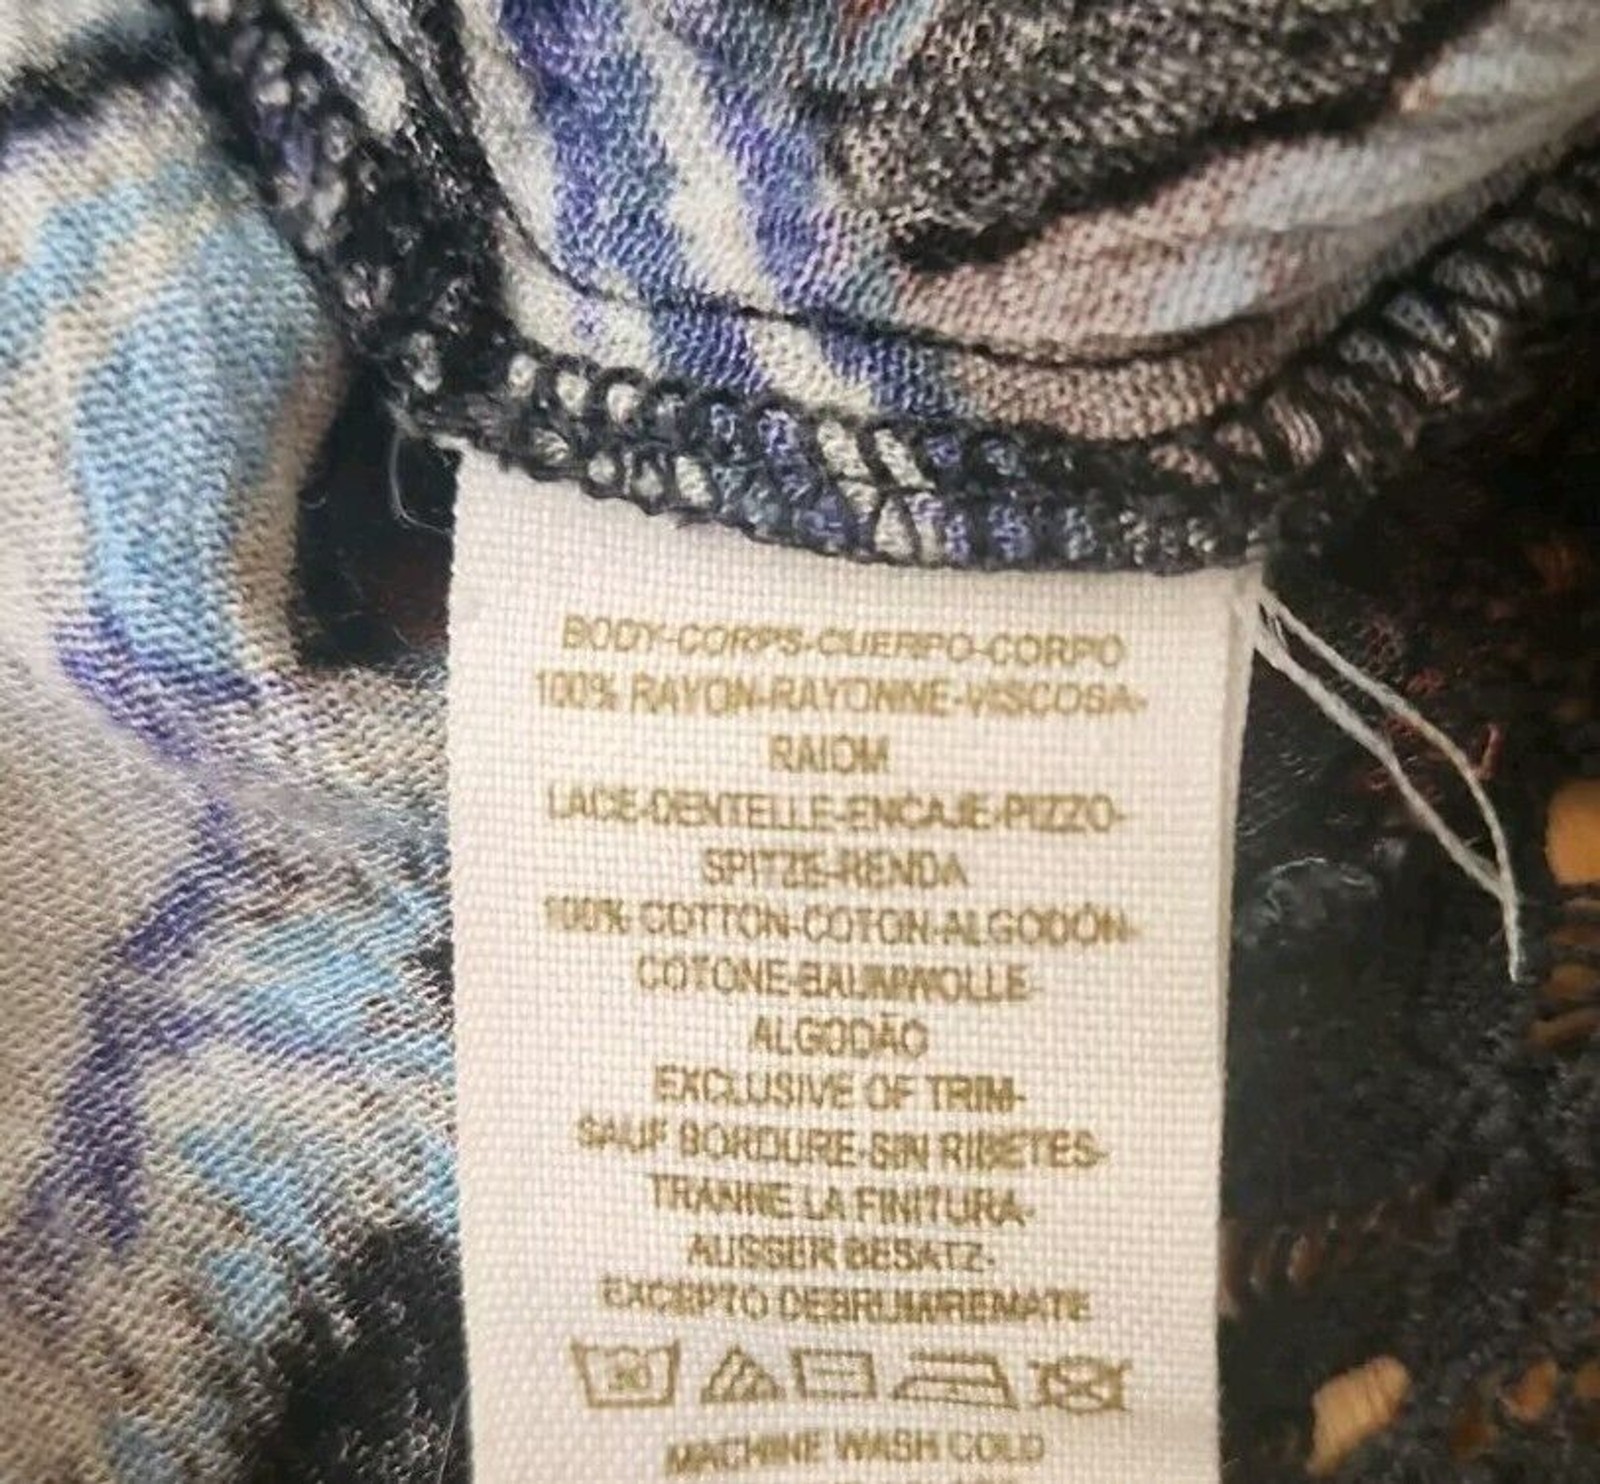 BODY-CORPS-CUERPO-CORPO
100% RAYON-RAYONNE-VISCOSA-
RAIOM
LACE-DENTELLE-ENCAJE-PIZZO-
SPITZE-RENDA
100% COTTON-COTON-ALGODÓN-
COTONE-BAUMWOLLE-
ALGODÃO
EXCLUSIVE OF TRIM-
SAUF BORDURE-SIN RIBETES-
TRANNE LA FINITURA-
AUSSER BESATZ-
EXCEPTO DEBRUM/REMATE
30
MACHINE WASH COLD